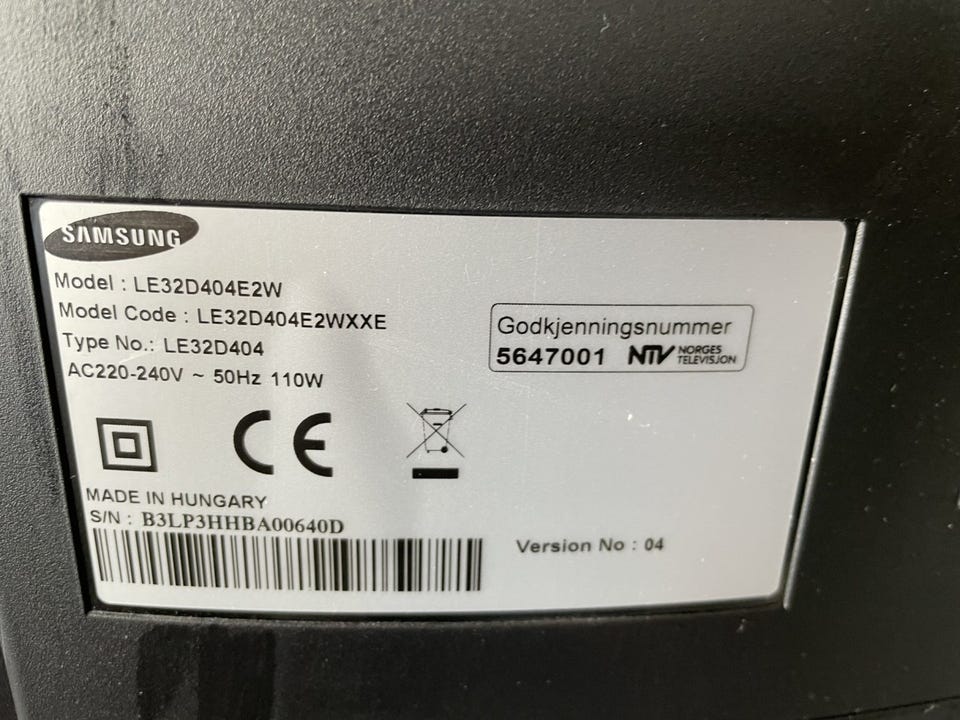 SAMSUNG
Model : LE32D404E2W
Model Code : LE32D404E2WXXE
Type No.: LE32D404
AC220-240V ~ 50Hz 110W
Godkjenningsnummer
5647001 NTV NORGES
TELEVISJON
CE
MADE IN HUNGARY
S/N : B3LP3HHBA00640D
Version No : 04